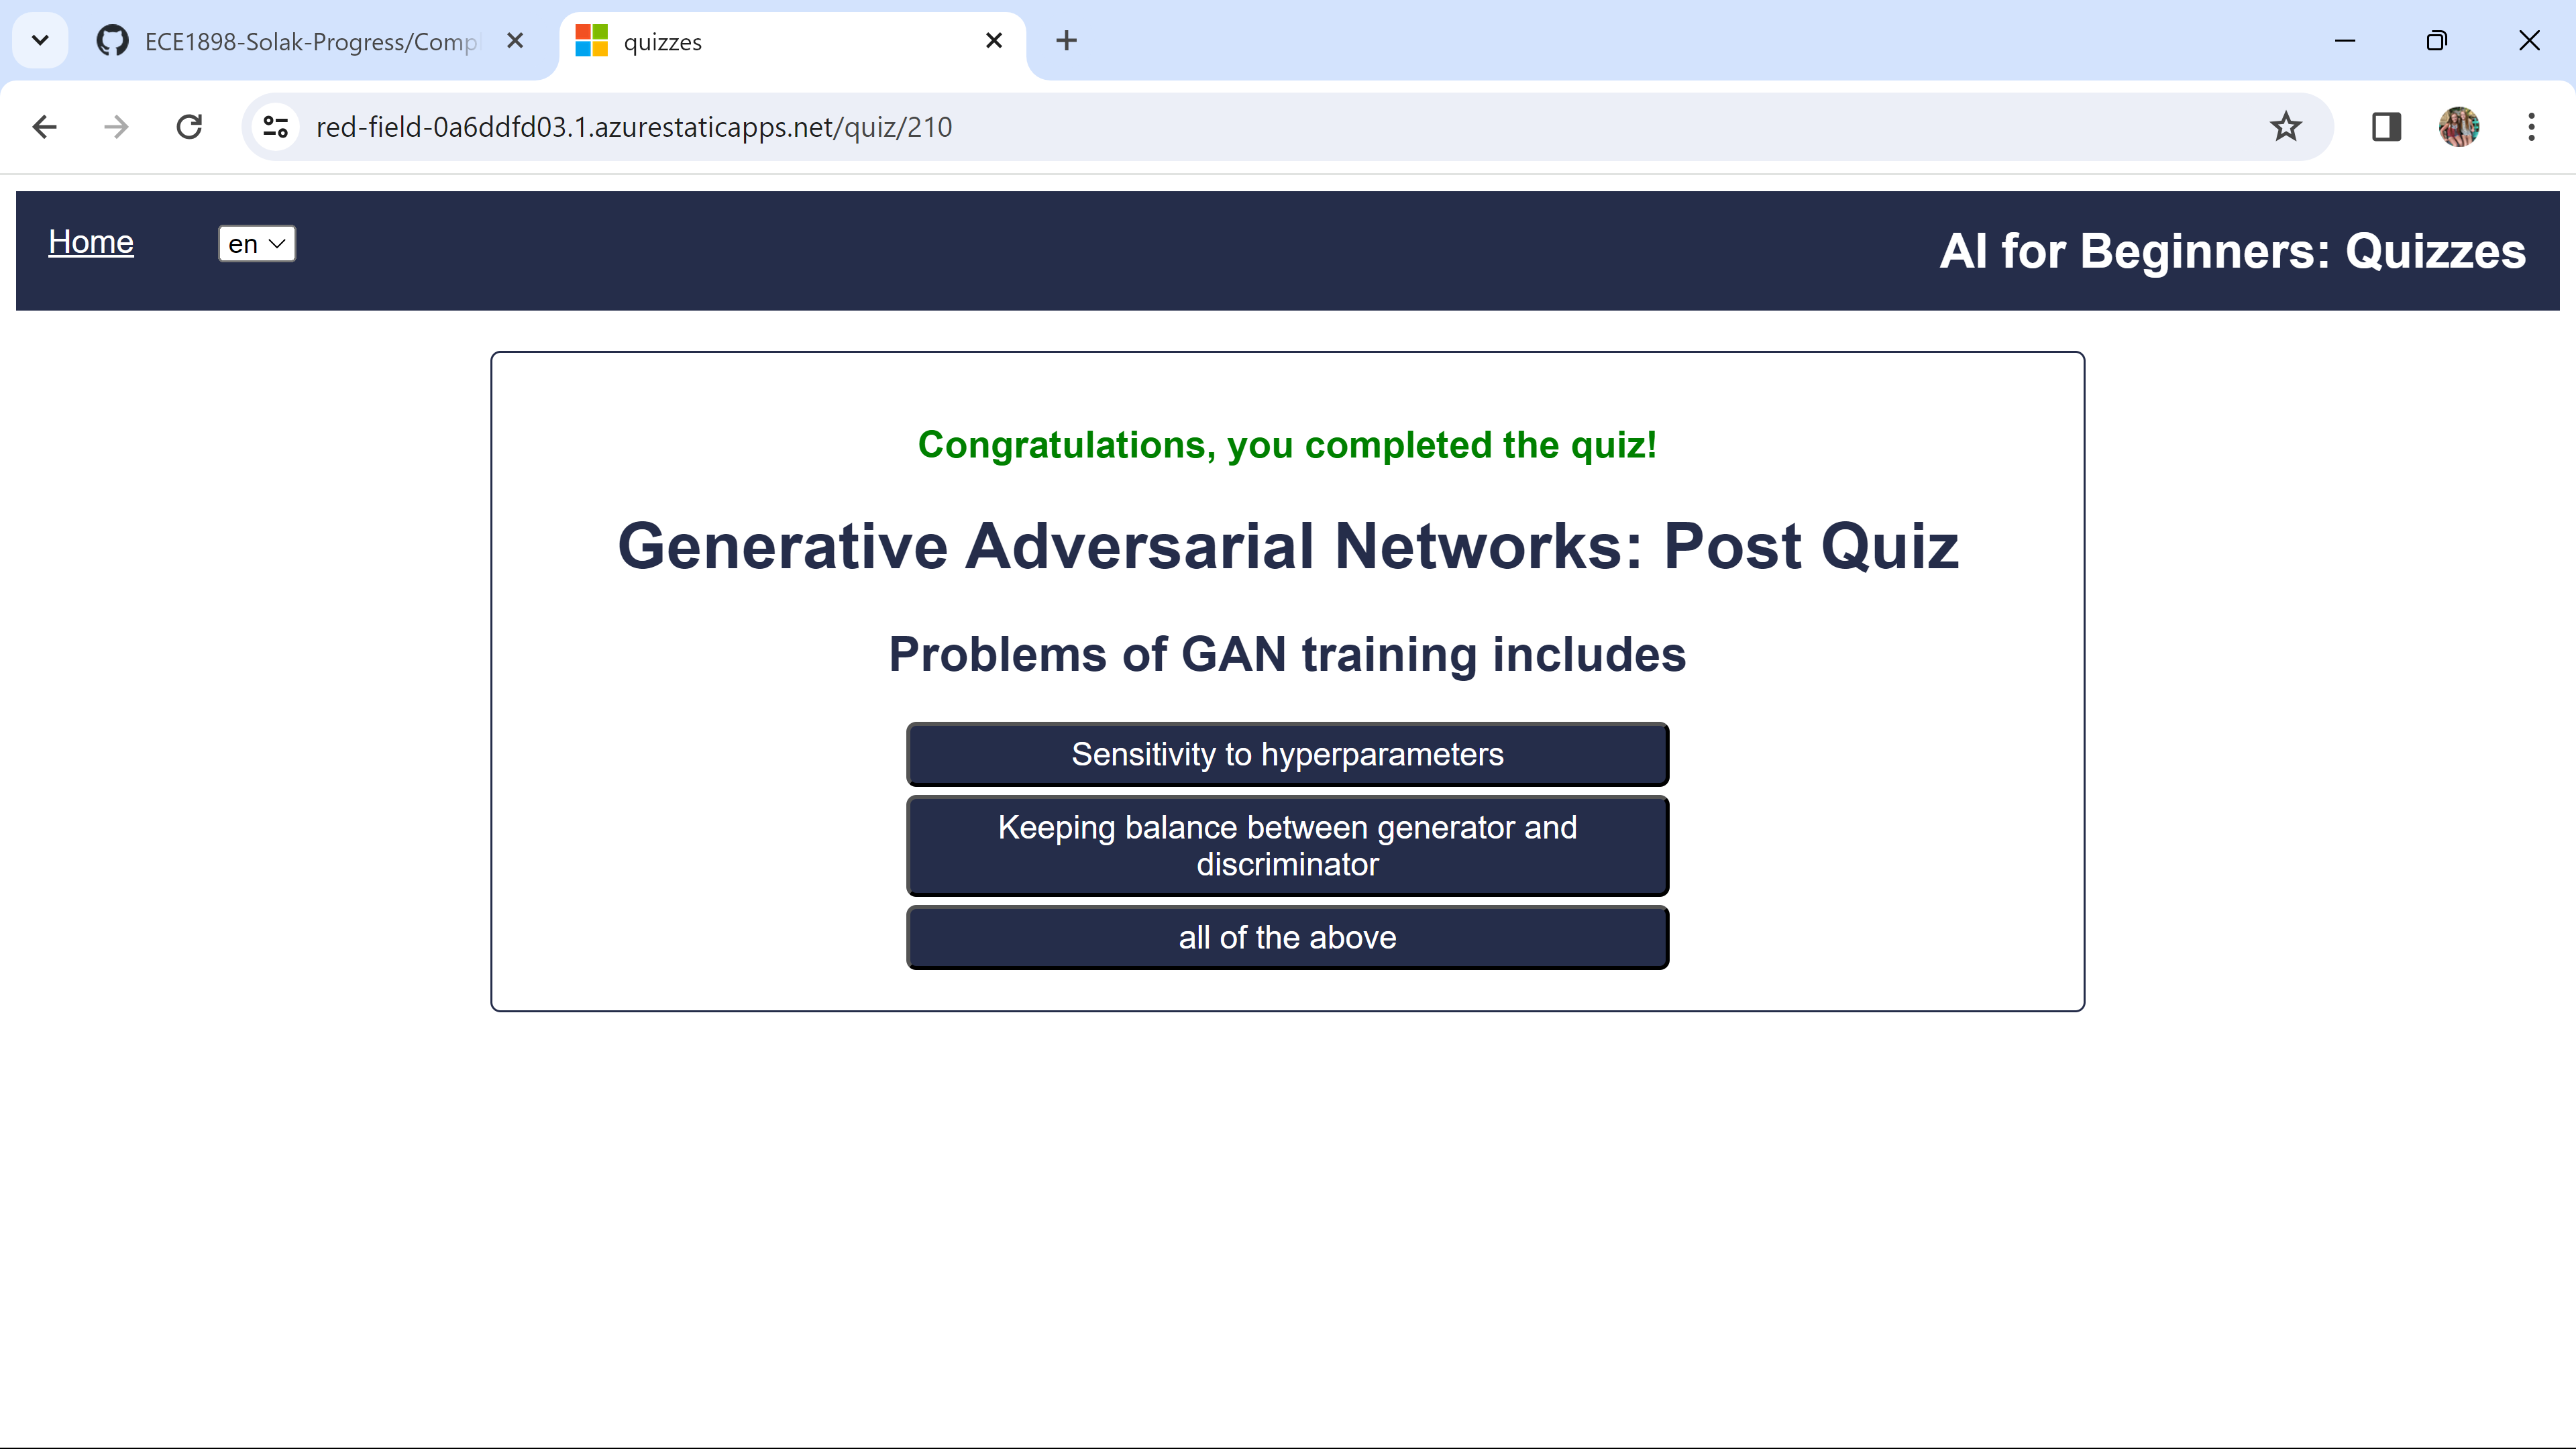 ECE1898-Solak-Progress/Comp
quizzes
red-field-0a6ddfd03.1.azurestaticapps.net/quiz/210
Home
en
AI for Beginners: Quizzes
Congratulations, you completed the quiz!
Generative Adversarial Networks: Post Quiz
Problems of GAN training includes
Sensitivity to hyperparameters
Keeping balance between generator and
discriminator
all of the above